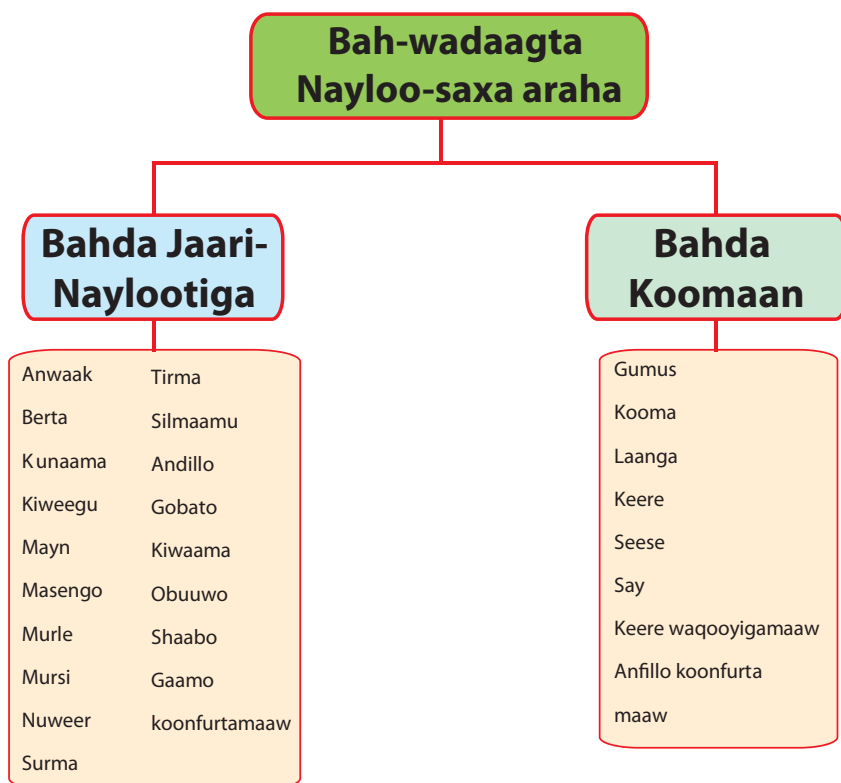 Bah-wadaagta
Nayloo-saxa araha
Bahda Jaari-
Naylootiga
Anwaak
Berta
Kunaama
Kiweegu
Mayn
Masengo
Murle
Mursi
Nuweer
Surma
Tirma
Silmaamu
Andillo
Gobato
Kiwaama
Obuuwo
Shaabo
Gaamo
koonfurtamaaw
Bahda
Koomaan
Gumus
Kooma
Laanga
Keere
Seese
Say
Keere waqooyigamaaw
Anfillo koonfurta
maaw